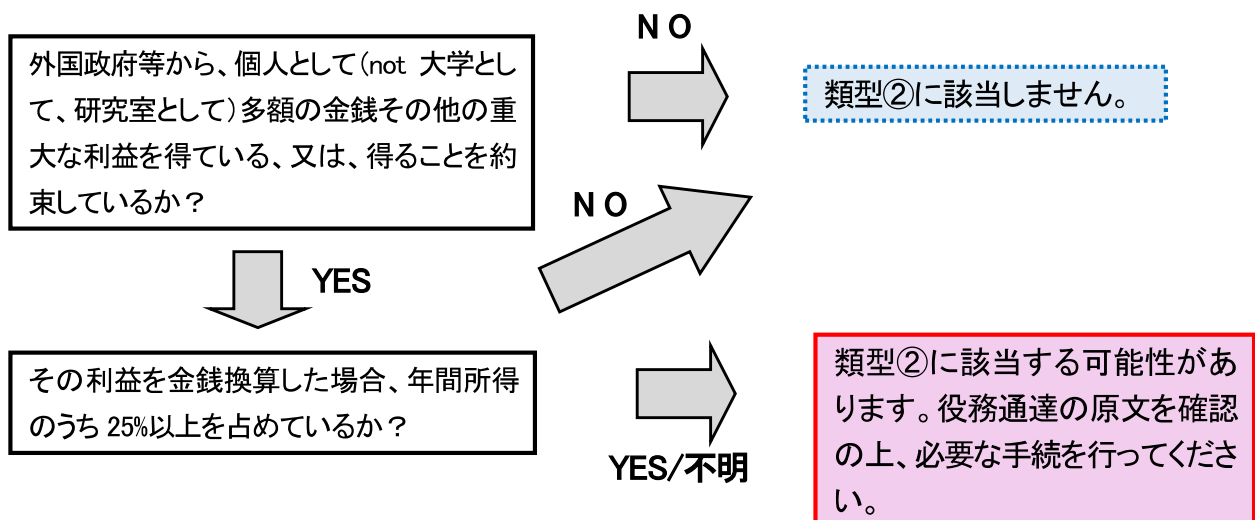 外国政府等から、個人として（not 大学とし
て、研究室として）多額の金銭その他の重
大な利益を得ている、又は、得ることを約
束しているか？
NO
類型②に該当しません。
NO
YES
その利益を金銭換算した場合、年間所得
のうち 25%以上を占めているか？
YES/不明
類型②に該当する可能性があ
ります。役務通達の原文を確認
の上、必要な手続を行ってくださ
い。